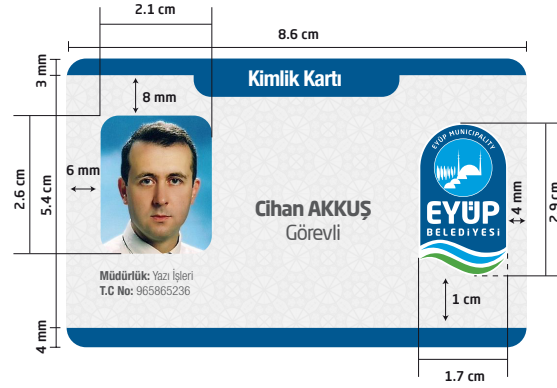 2.1 cm
8.6 cm
3 mm
Kimlik Kartı
8 mm
2.6 cm
5.4 cm
6 mm
EYÜP MUNICIPALITY
EYÜP
BELEDİYESİ
4 mm
2.9 cm
Cihan AKKUŞ
Görevli
Müdürlük: Yazı İşleri
T.C No: 965865236
1 cm
4 mm
1.7 cm